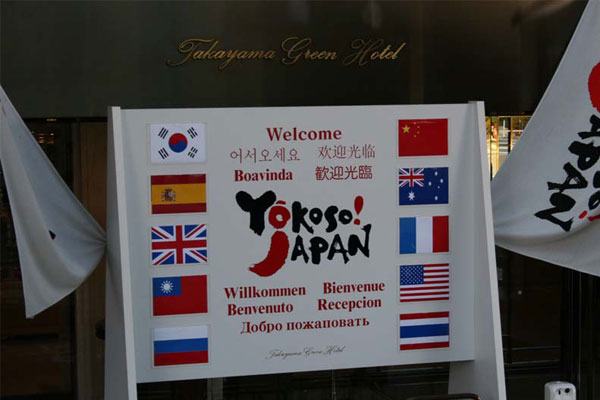 Takayama Green Hotel
Welcome
어서오세요 欢迎光临
Boavinda 歡迎光臨
Yōkoso!
JAPAN
Willkommen Bienvenue
Benvenuto Recepcion
Добро пожаловать
Takayama Green Hotel